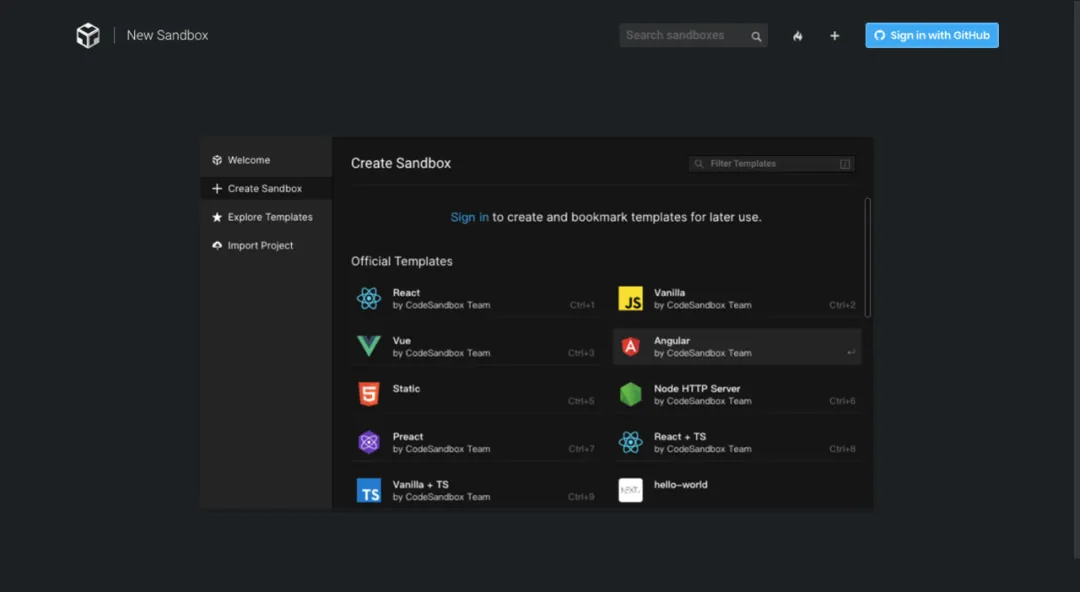 New Sandbox
Search sandboxes
Sign in with GitHub
Welcome
Create Sandbox
Explore Templates
Import Project
Create Sandbox
Filter Templates
Sign in to create and bookmark templates for later use.
Official Templates
React
by CodeSandbox Team
Ctrl+1
Vanilla
by CodeSandbox Team
Ctrl+2
JS
Vue
by CodeSandbox Team
Ctrl+3
Angular
by CodeSandbox Team
A
Static
Ctrl+5
5
Node HTTP Server
by CodeSandbox Team
Ctrl+6
Preact
by CodeSandbox Team
Ctrl+7
React + TS
by CodeSandbox Team
Ctrl+8
TS
Vanilla + TS
by CodeSandbox Team
Ctrl+9
NEXT
hello-world